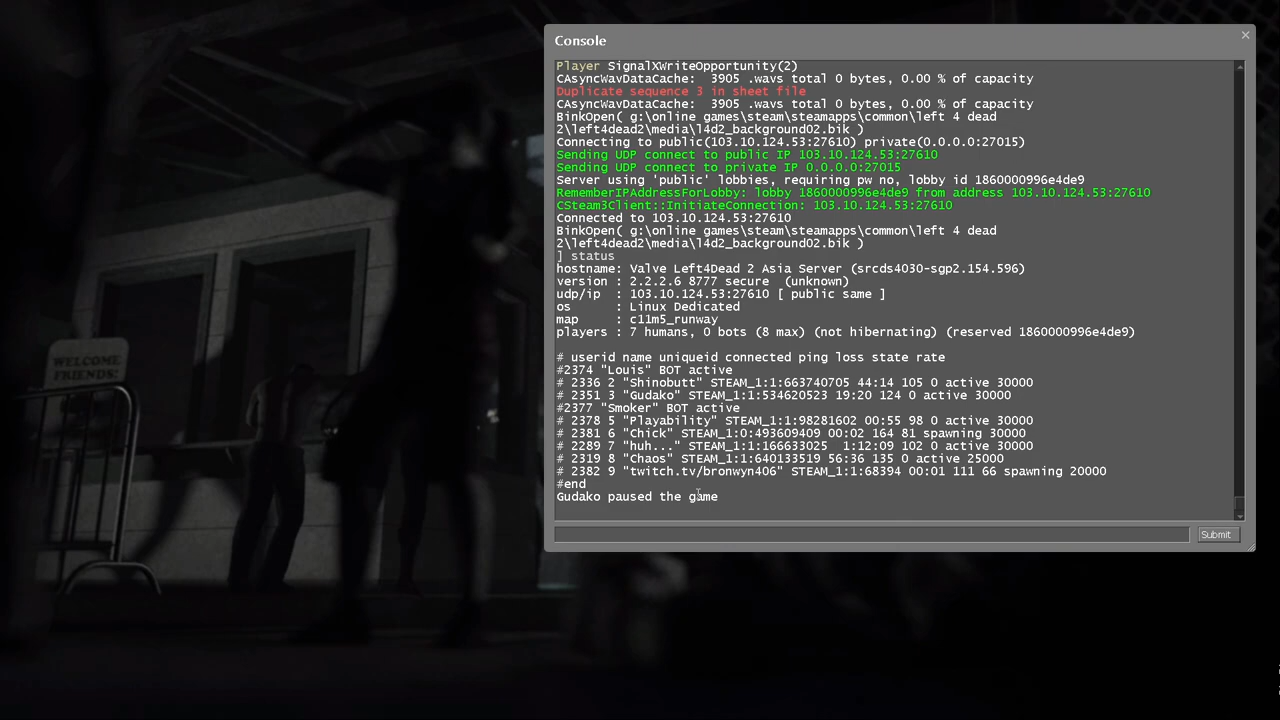 Console
Player SignalXWriteOpportunity(2)
CAsyncWavDataCache:  3905 .wavs total 0 bytes, 0.00 % of capacity
Duplicate sequence 3 in sheet file
CAsyncWavDataCache:  3905 .wavs total 0 bytes, 0.00 % of capacity
BinkOpen( g:\online games\steam\steamapps\common\left 4 dead
2\left4dead2\media\l4d2_background02.bik )
Connecting to public(103.10.124.53:27610) private(0.0.0.0:27015)
Sending UDP connect to public IP 103.10.124.53:27610
Sending UDP connect to private IP 0.0.0.0:27015
Server using 'public' lobbies, requiring pw no, lobby id 1860000996e4de9
RememberIPAddressForLobby: lobby 1860000996e4de9 from address 103.10.124.53:27610
CSteam3Client::InitiateConnection: 103.10.124.53:27610
Connected to 103.10.124.53:27610
BinkOpen( g:\online games\steam\steamapps\common\left 4 dead
2\left4dead2\media\l4d2_background02.bik )
] status
hostname: Valve Left4Dead 2 Asia Server (srcds4030-sgp2.154.596)
version : 2.2.2.6 8777 secure  (unknown)
udp/ip  : 103.10.124.53:27610 [ public same ]
os      : Linux Dedicated
map     : c11m5_runway
players : 7 humans, 0 bots (8 max) (not hibernating) (reserved 1860000996e4de9)
# userid name uniqueid connected ping loss state rate
#2374 "Louis" BOT active
# 2336 2 "Shinobutt" STEAM_1:1:663740705 44:14 105 0 active 30000
# 2351 3 "Gudako" STEAM_1:1:534620523 19:20 124 0 active 30000
#2377 "Smoker" BOT active
# 2378 5 "Playability" STEAM_1:1:98281602 00:55 98 0 active 30000
# 2381 6 "Chick" STEAM_1:0:493609409 00:02 164 81 spawning 30000
# 2289 7 "huh..." STEAM_1:1:166633025  1:12:09 102 0 active 30000
# 2319 8 "Chaos" STEAM_1:1:640133519 56:36 135 0 active 25000
# 2382 9 "twitch.tv/bronwyn406" STEAM_1:1:68394 00:01 111 66 spawning 20000
#end
Gudako paused the game
Submit
WELCOME
FRIENDS!